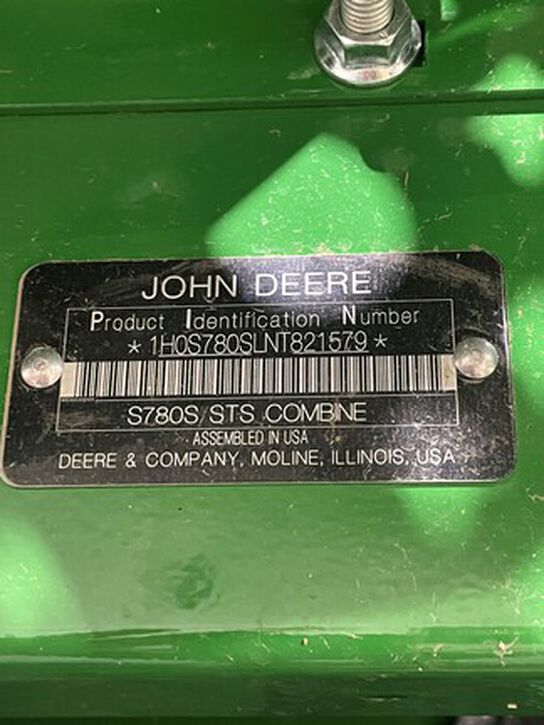 JOHN DEERE
Product Identification Number
* 1H0S780SLNT821579 *
S780S STS COMBINE
ASSEMBLED IN USA
DEERE & COMPANY, MOLINE, ILLINOIS, USA